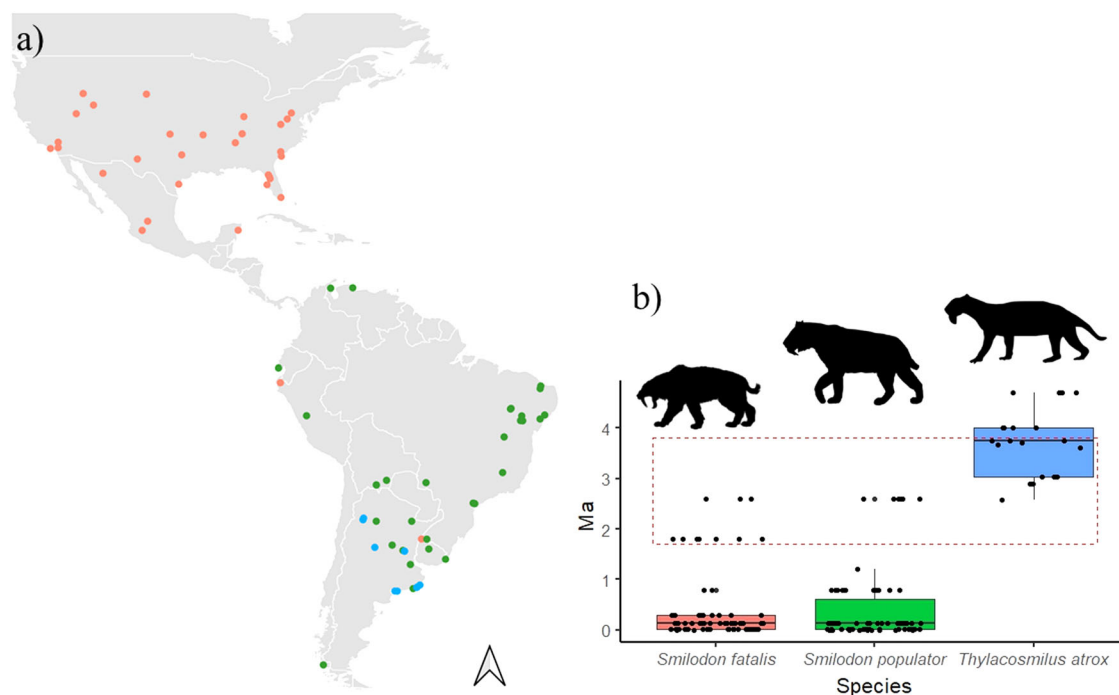 a)
b)
Ma
4
3
2
1
0
Smilodon fatalis
Smilodon populator
Thylacosmilus atrox
Species